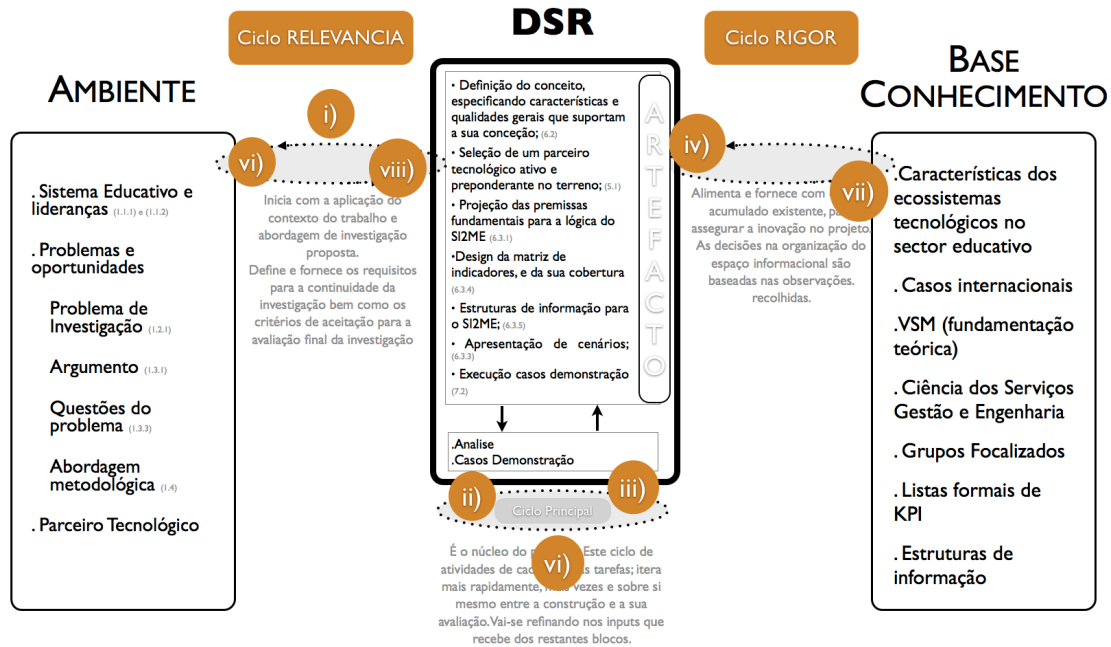 DSR
Ciclo RELEVANCIA
Ciclo RIGOR
AMBIENTE
BASE
CONHECIMENTO
. Sistema Educativo e
lideranças (1.1.1) e (1.1.2)
. Problemas e
oportunidades
Problema de
Investigação (1.2.1)
Argumento (1.3.1)
Questões do
problema (1.3.3)
Abordagem
metodológica (1.4)
. Parceiro Tecnológico
i)
vi)
viii)
Inicia com a aplicação do
contexto do trabalho e
abordagem de investigação
proposta.
Define e fornece os requisitos
para a continuidade da
investigação bem como os
critérios de aceitação para a
avaliação final da investigação
• Definição do conceito,
especificando características e
qualidades gerais que suportam
a sua conceção; (6.2)
• Seleção de um parceiro
tecnológico ativo e
preponderante no terreno; (5.1)
• Projeção das premissas
fundamentais para a lógica do
SI2ME (6.3.1)
•Design da matriz de
indicadores, e da sua cobertura
(6.3.4)
• Estruturas de informação para
o SI2ME; (6.3.5)
• Apresentação de cenários;
(6.3.3)
• Execução casos demonstração
(7.2)
ARTEFACTO
.Analise
.Casos Demonstração
ii)
iii)
Ciclo Principal
vi)
É o núcleo do Este ciclo de
atividades de s tarefas; itera
mais rapidamente, vezes e sobre si
mesmo entre a construção e a sua
avaliação. Vai-se refinando nos inputs que
recebe dos restantes blocos.
iv)
vii)
Alimenta e fornece com
acumulado existente,
assegurar a inovação no projeto.
As decisões na organização do
espaço informacional são
baseadas nas observações.
recolhidas.
.Características dos
ecossistemas
tecnológicos no
sector educativo
. Casos internacionais
.VSM (fundamentação
teórica)
. Ciência dos Serviços
Gestão e Engenharia
. Grupos Focalizados
. Listas formais de
KPI
. Estruturas de
informação